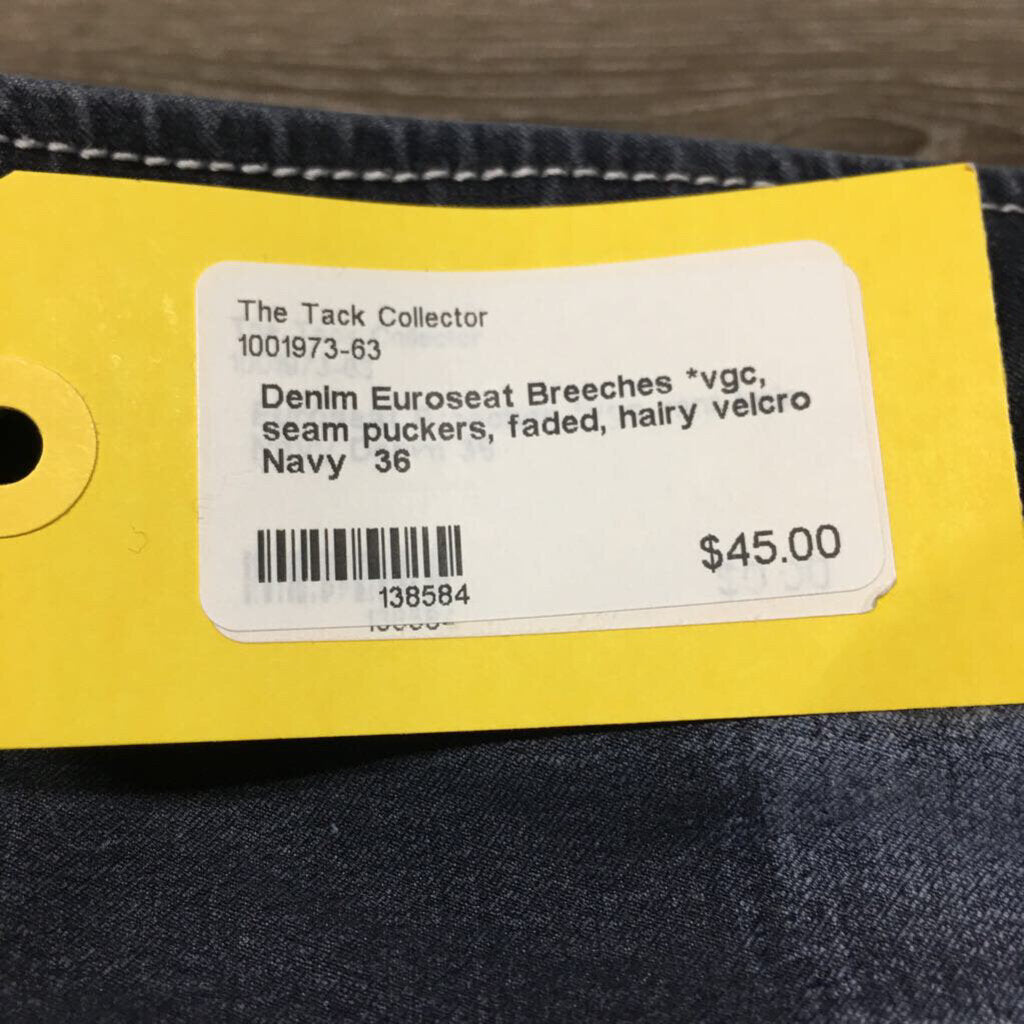 The Tack Collector
1001973-63
Denim Euroseat Breeches *vgc,
seam puckers, faded, hairy velcro
Navy 36
138584
$45.00